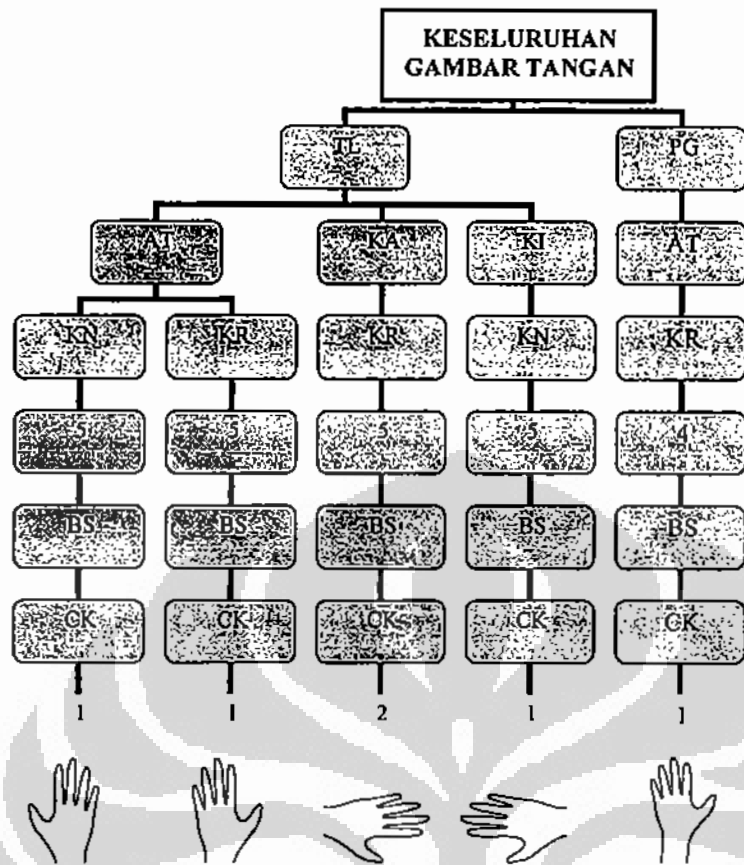 KESELURUHAN
GAMBAR TANGAN
TL PG
AT KA KI AT
KN KR KR KN KR
5 5 5 5 4
BS BS BS BS BS
CK CK CK CK CK
1 1 2 1 1